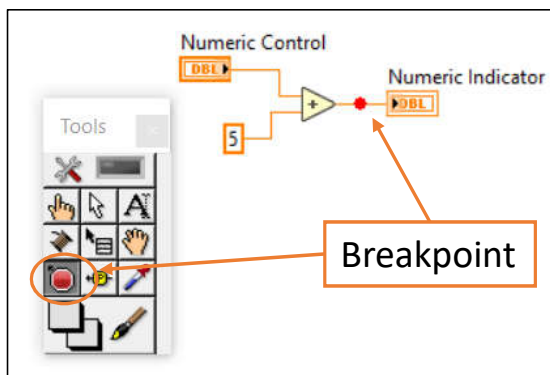 Numeric Control
DBL
Numeric Indicator
DBL
+
5
Tools
A
P
Breakpoint